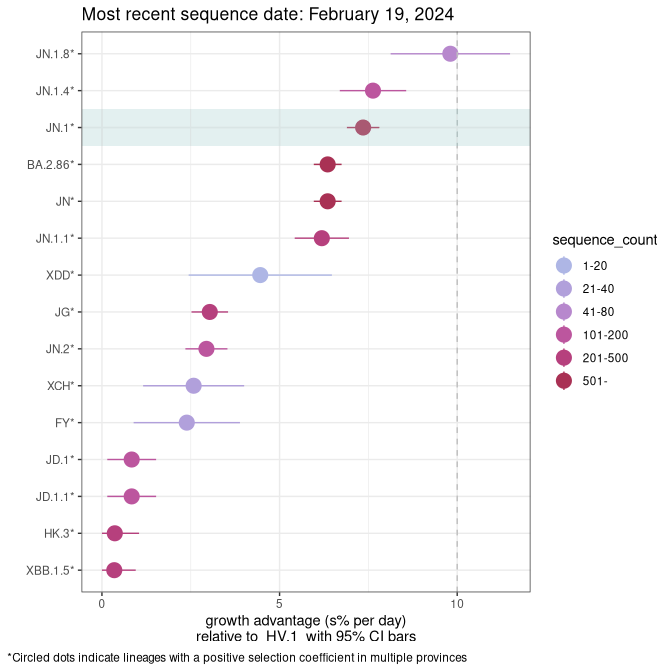 Most recent sequence date: February 19, 2024
JN.1.8*
JN.1.4*
JN.1*
BA.2.86*
JN*
JN.1.1*
XDD*
JG*
JN.2*
XCH*
FY*
JD.1*
JD.1.1*
HK.3*
XBB.1.5*
0 5 10
growth advantage (s% per day)
relative to HV.1 with 95% CI bars
sequence_count
1-20
21-40
41-80
101-200
201-500
501-
*Circled dots indicate lineages with a positive selection coefficient in multiple provinces